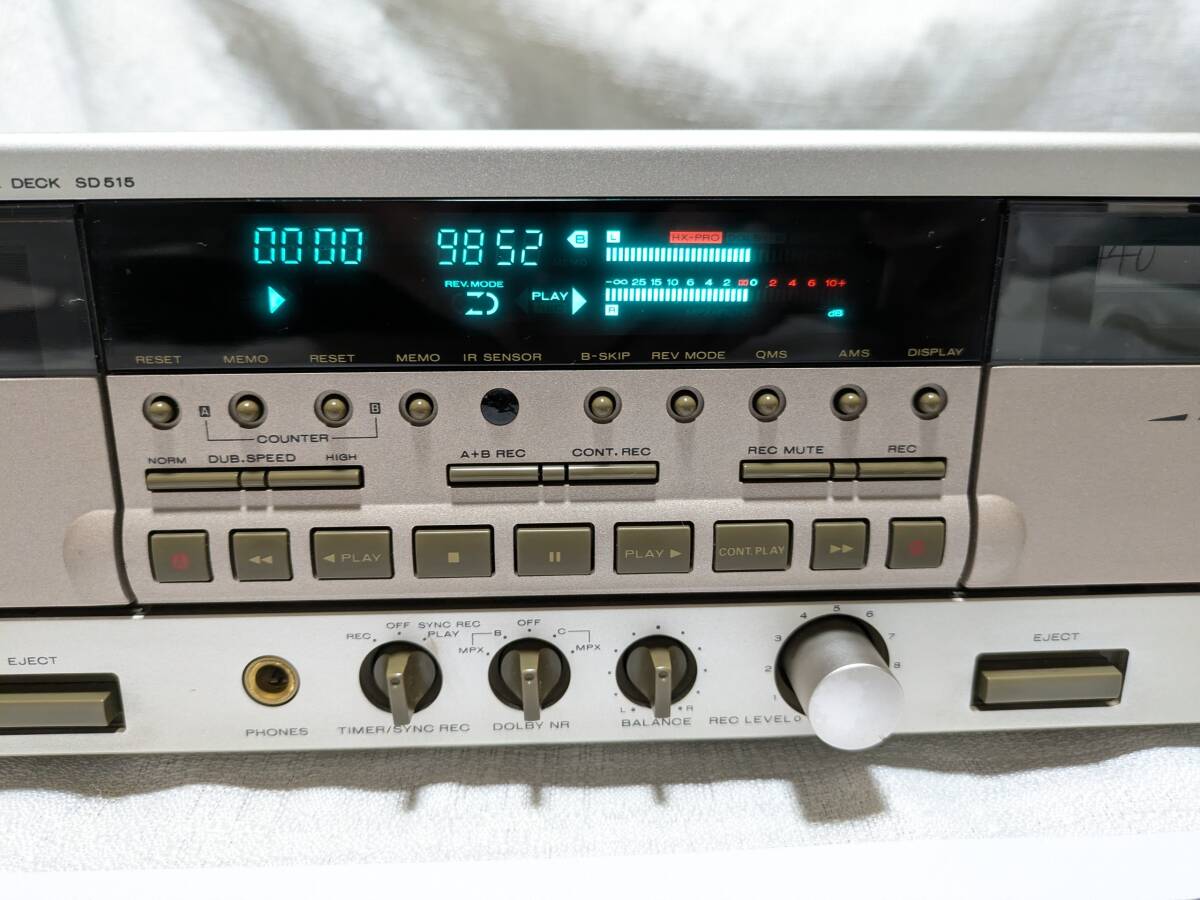 DECK SD515
0000 9852 B L HX-PRO
REV.MODE PLAY
-∞ 25 15 10 6 4 2 0 2 4 6 10+
R dB
RESET MEMO RESET MEMO IR SENSOR B-SKIP REV MODE QMS AMS DISPLAY
A COUNTER B
NORM DUB.SPEED HIGH A+B REC CONT. REC REC MUTE REC
◀ PLAY PLAY ▶ CONT. PLAY
EJECT
PHONES
REC OFF SYNC REC
PLAY
TIMER/SYNC REC
MPX B OFF C MPX
DOLBY NR
L R
BALANCE
REC LEVEL 0 1 2 3 4 5 6 7 8
EJECT